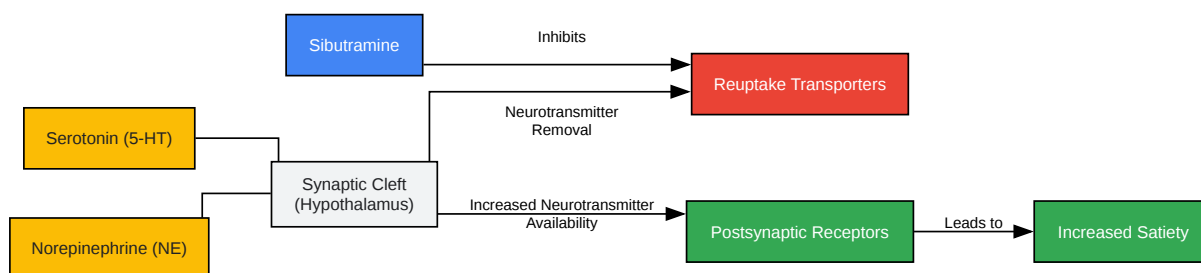 Sibutramine
Inhibits
Reuptake Transporters
Neurotransmitter
Removal
Serotonin (5-HT)
Synaptic Cleft
(Hypothalamus)
Increased Neurotransmitter
Availability
Norepinephrine (NE)
Postsynaptic Receptors
Leads to
Increased Satiety